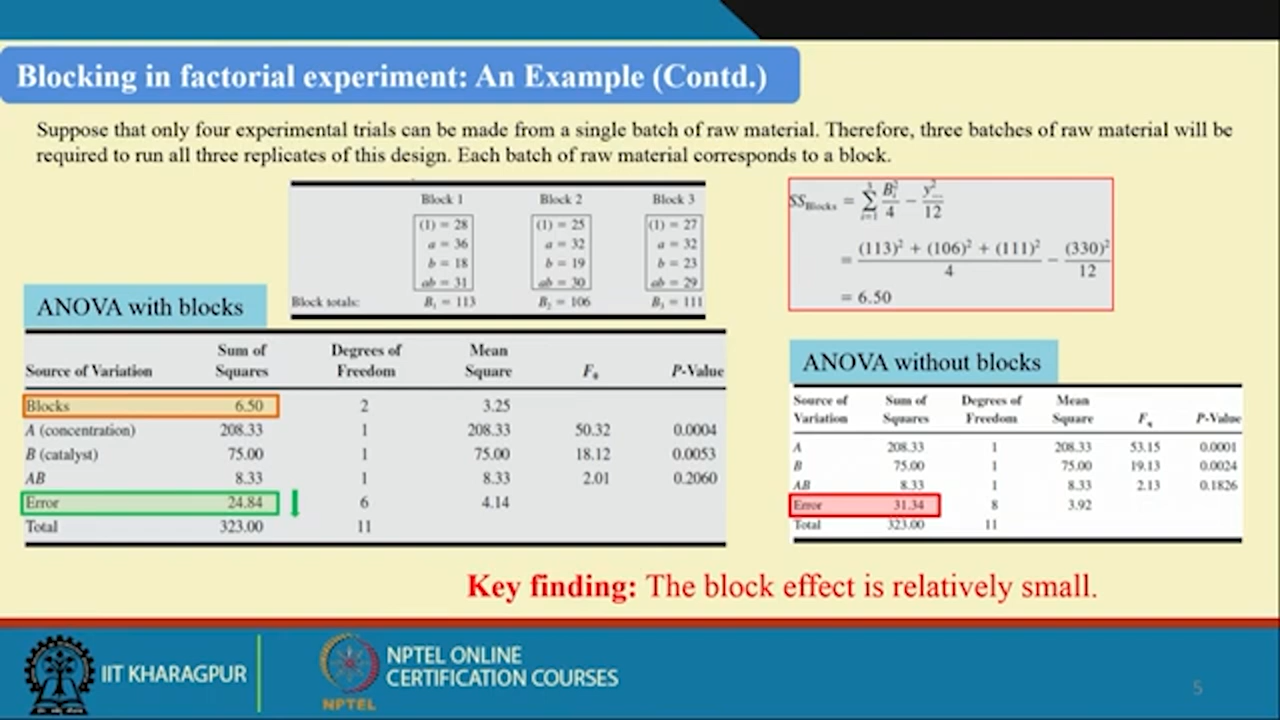 Blocking in factorial experiment: An Example (Contd.)
Suppose that only four experimental trials can be made from a single batch of raw material. Therefore, three batches of raw material will be
required to run all three replicates of this design. Each batch of raw material corresponds to a block.
Block 1 Block 2 Block 3
(1) = 28 (1) = 25 (1) = 27
a = 36 a = 32 a = 32
b = 18 b = 19 b = 23
ab = 31 ab = 30 ab = 29
Block totals: B₁ = 113 B₂ = 106 B₃ = 111
SS_Blocks = ∑_{i=1}^{3} B_i²/4 − y².../12
= ((113)² + (106)² + (111)²)/4 − (330)²/12
= 6.50
ANOVA with blocks
Sum of Degrees of Mean
Source of Variation Squares Freedom Square F₀ P-Value
Blocks 6.50 2 3.25
A (concentration) 208.33 1 208.33 50.32 0.0004
B (catalyst) 75.00 1 75.00 18.12 0.0053
AB 8.33 1 8.33 2.01 0.2060
Error 24.84 6 4.14
Total 323.00 11
ANOVA without blocks
Source of Sum of Degrees of Mean
Variation Squares Freedom Square F₀ P-Value
A 208.33 1 208.33 53.15 0.0001
B 75.00 1 75.00 19.13 0.0024
AB 8.33 1 8.33 2.13 0.1826
Error 31.34 8 3.92
Total 323.00 11
Key finding: The block effect is relatively small.
IIT KHARAGPUR
NPTEL
NPTEL ONLINE
CERTIFICATION COURSES
5